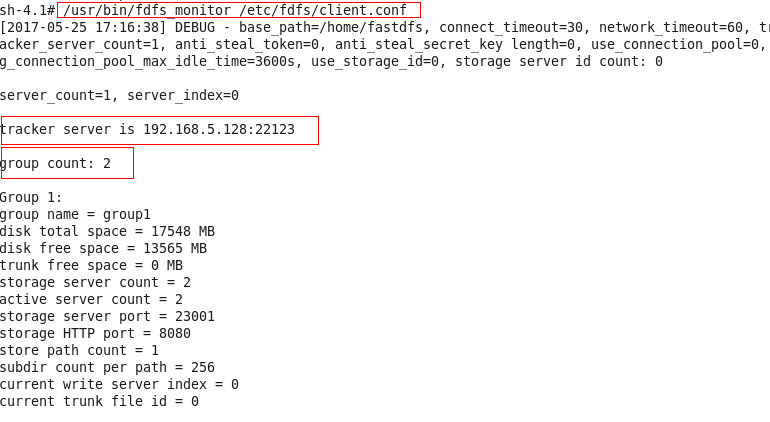 sh-4.1# /usr/bin/fdfs_monitor /etc/fdfs/client.conf
[2017-05-25 17:16:38] DEBUG - base_path=/home/fastdfs, connect_timeout=30, network_timeout=60, tr
acker_server_count=1, anti_steal_token=0, anti_steal_secret_key length=0, use_connection_pool=0,
g_connection_pool_max_idle_time=3600s, use_storage_id=0, storage server id count: 0
server_count=1, server_index=0
tracker server is 192.168.5.128:22123
group count: 2
Group 1:
group name = group1
disk total space = 17548 MB
disk free space = 13565 MB
trunk free space = 0 MB
storage server count = 2
active server count = 2
storage server port = 23001
storage HTTP port = 8080
store path count = 1
subdir count per path = 256
current write server index = 0
current trunk file id = 0